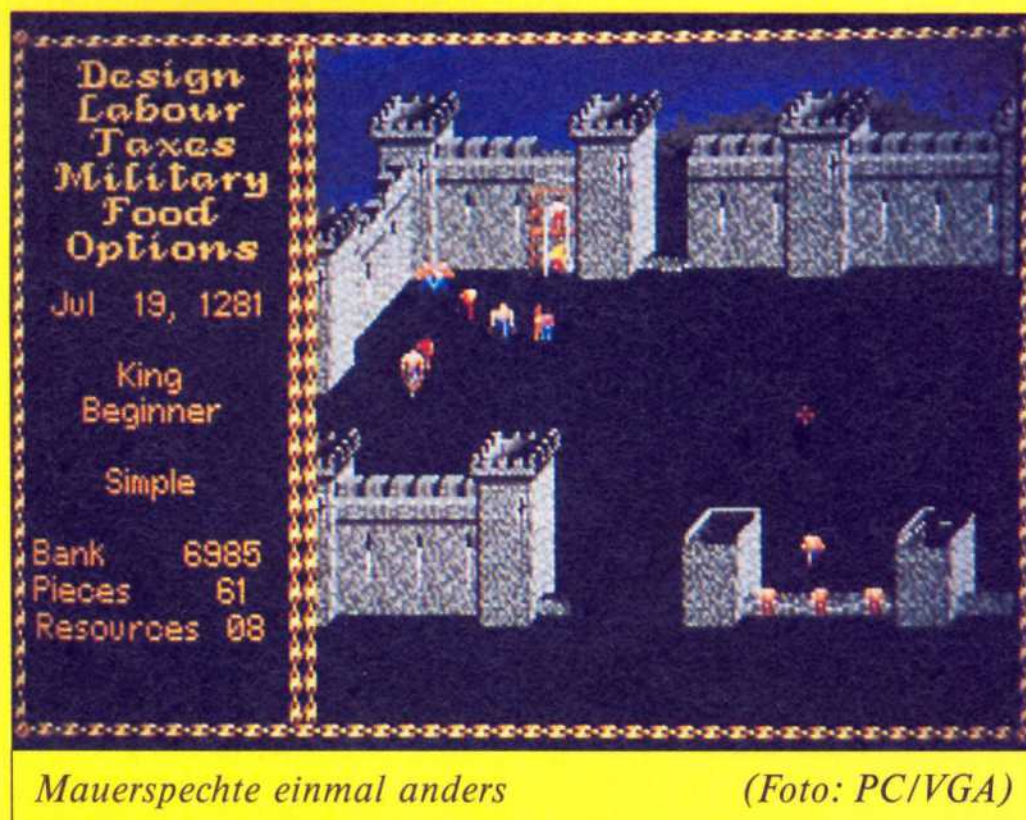 Design
Labour
Taxes
Military
Food
Options
Jul 19, 1281
King
Beginner
Simple
Bank 6985
Pieces 61
Resources 08
Mauerspechte einmal anders (Foto: PC/VGA)